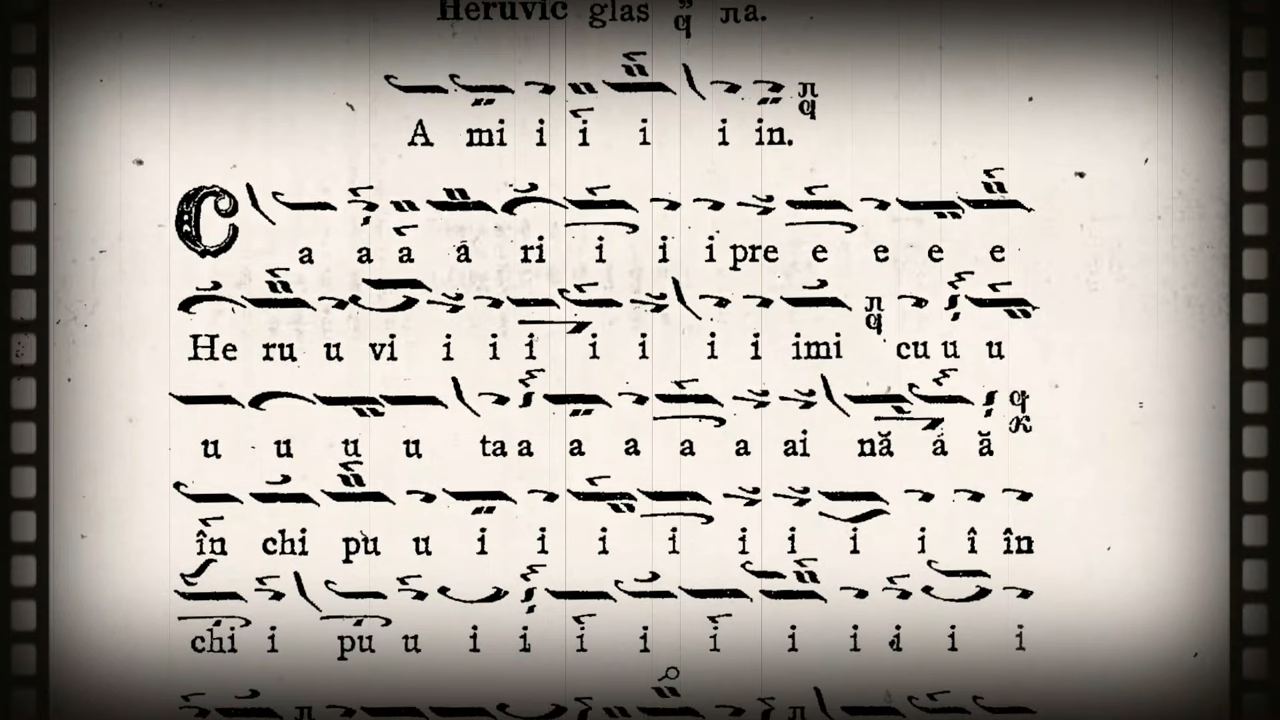 Heruvic glas πα.
A mi i i i i in.
C a a a a ri i i i pre e e e e
He ru u vi i i i i i i i imi cu u u
u u u u ta a a a a a ai nă ă ă
în chi pu u i i i i i i i i î în
chi i pu u i i i i i i i i i i